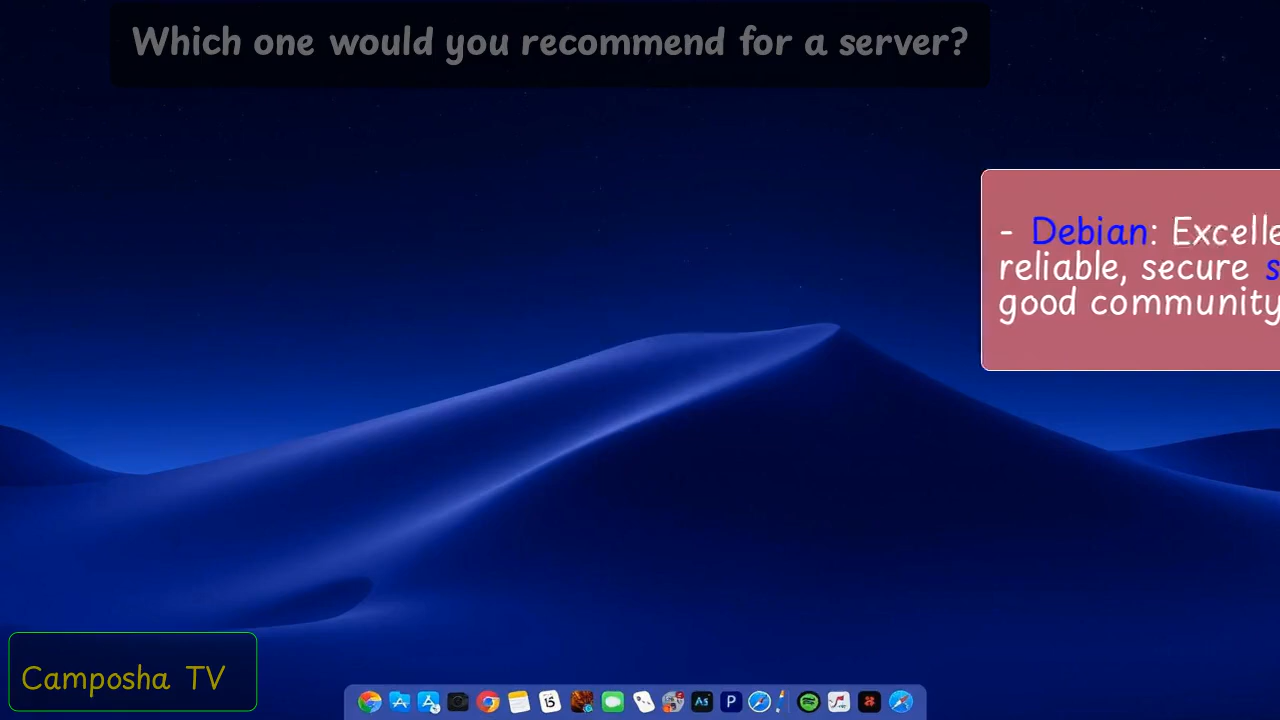 Which one would you recommend for a server?
- Debian: Excelle
reliable, secure s
good community
Camposha TV